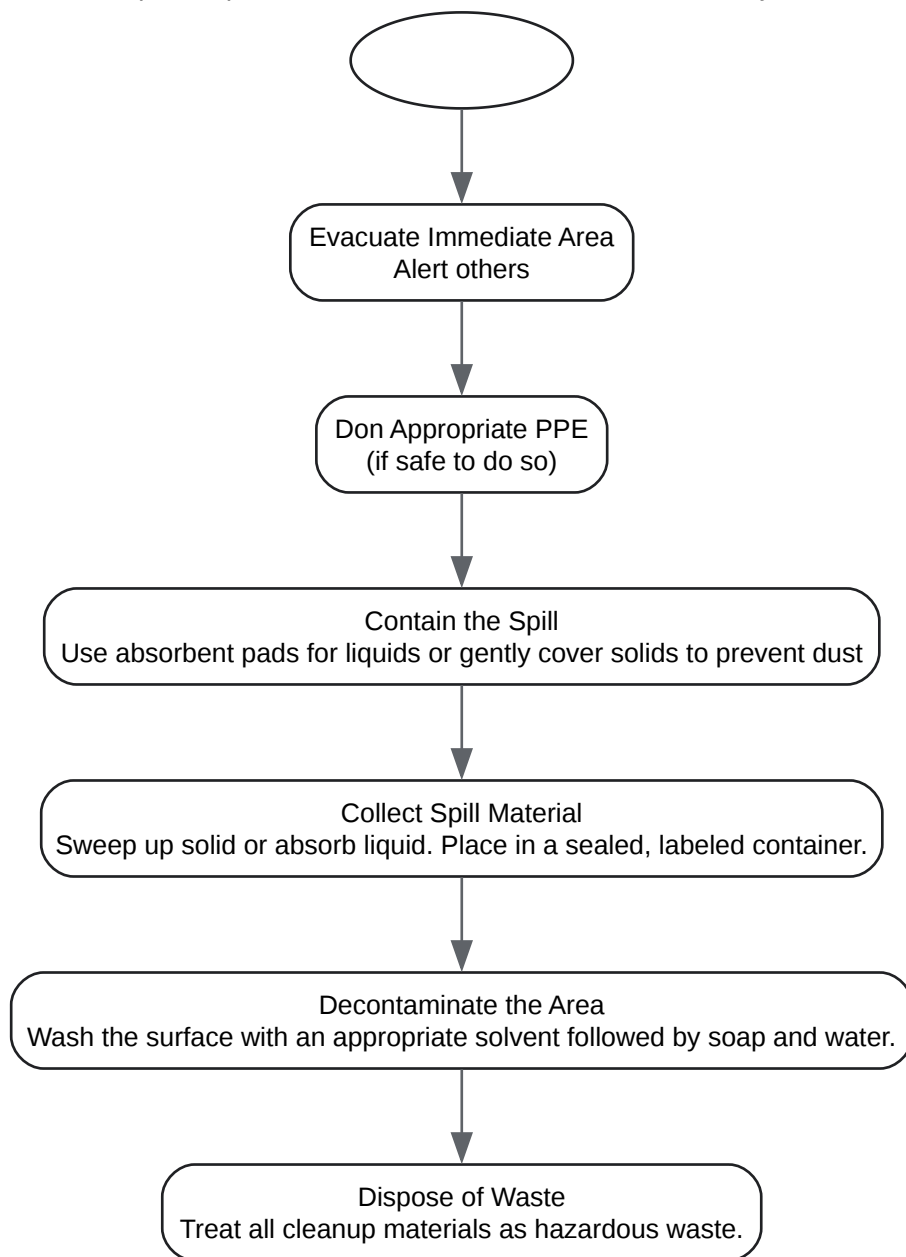 Evacuate Immediate Area
Alert others
Don Appropriate PPE
(if safe to do so)
Contain the Spill
Use absorbent pads for liquids or gently cover solids to prevent dust
Collect Spill Material
Sweep up solid or absorb liquid. Place in a sealed, labeled container.
Decontaminate the Area
Wash the surface with an appropriate solvent followed by soap and water.
Dispose of Waste
Treat all cleanup materials as hazardous waste.